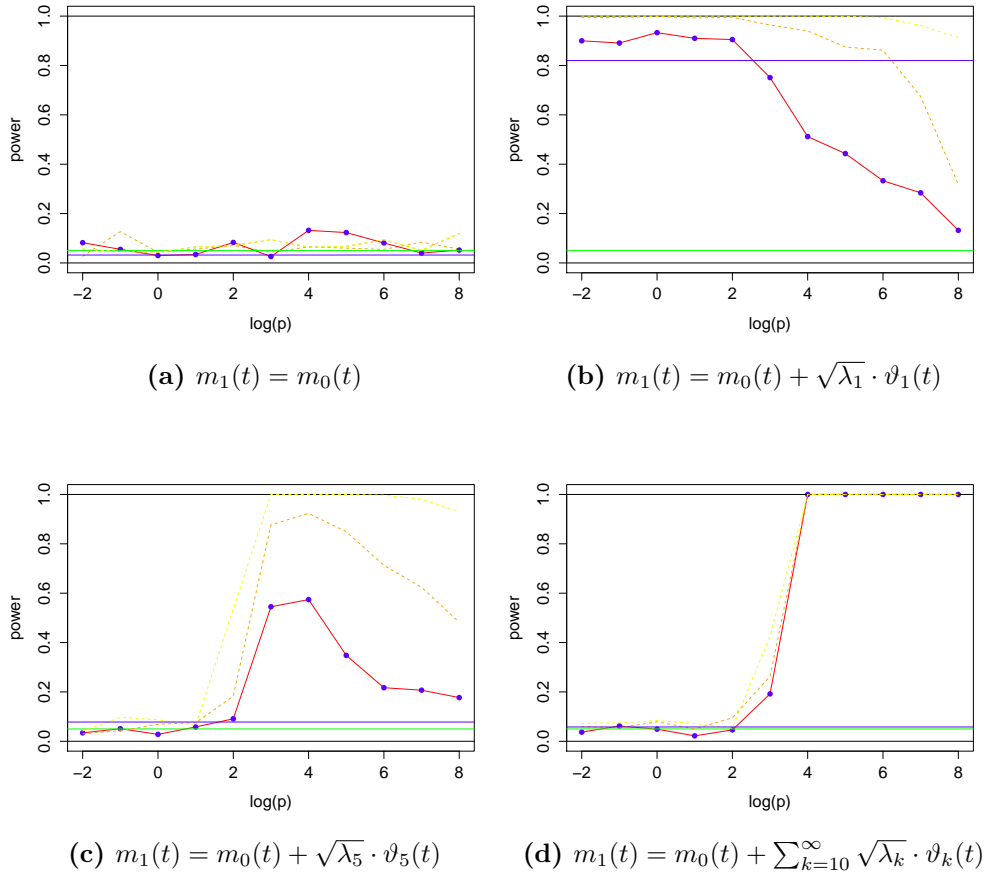 1.0
0.8
0.6
0.4
0.2
0.0
power
−2 0 2 4 6 8
log(p)
(a) m₁(t) = m₀(t)
1.0
0.8
0.6
0.4
0.2
0.0
power
−2 0 2 4 6 8
log(p)
(b) m₁(t) = m₀(t) + √λ₁ · ϑ₁(t)
1.0
0.8
0.6
0.4
0.2
0.0
power
−2 0 2 4 6 8
log(p)
(c) m₁(t) = m₀(t) + √λ₅ · ϑ₅(t)
1.0
0.8
0.6
0.4
0.2
0.0
power
−2 0 2 4 6 8
log(p)
(d) m₁(t) = m₀(t) + ∑∞k=10 √λk · ϑk(t)